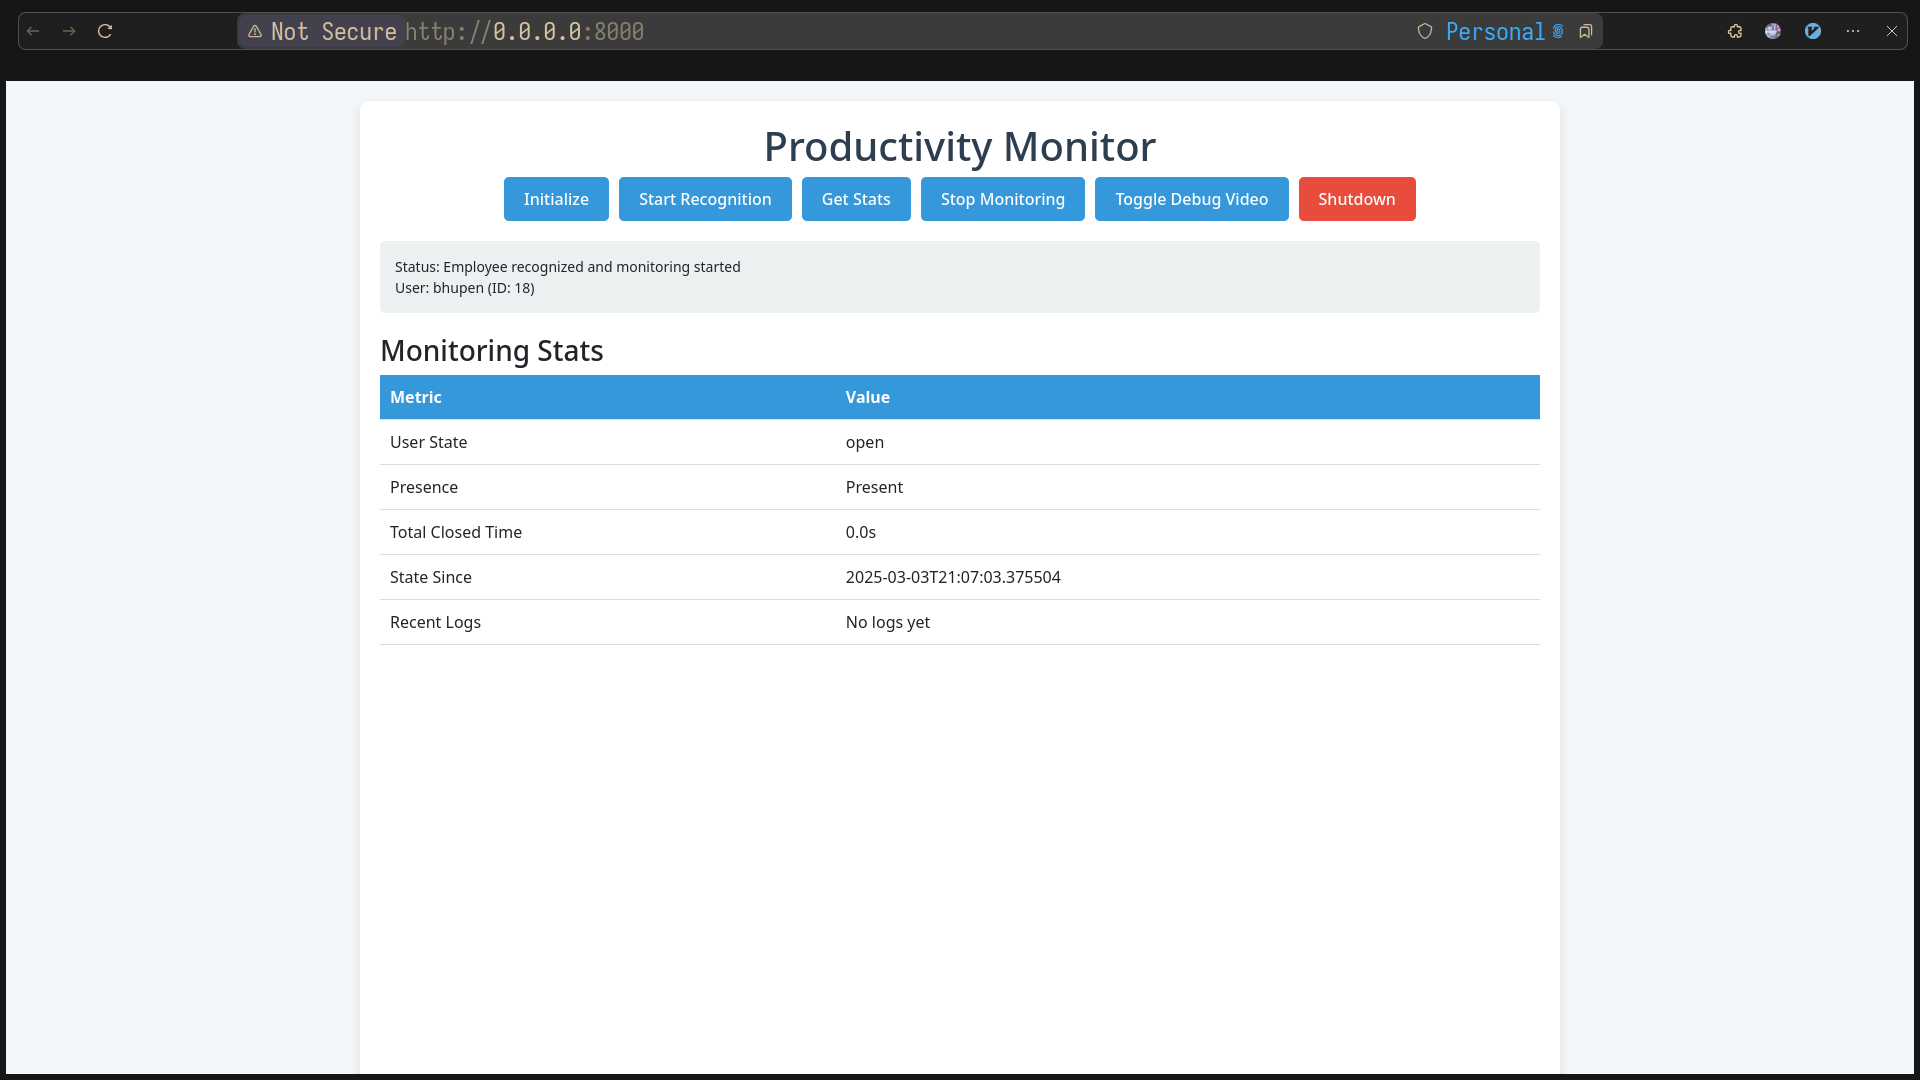 Not Secure http://0.0.0.0:8000 Personal
Productivity Monitor
Initialize Start Recognition Get Stats Stop Monitoring Toggle Debug Video Shutdown
Status: Employee recognized and monitoring started
User: bhupen (ID: 18)
Monitoring Stats
Metric Value
User State open
Presence Present
Total Closed Time 0.0s
State Since 2025-03-03T21:07:03.375504
Recent Logs No logs yet